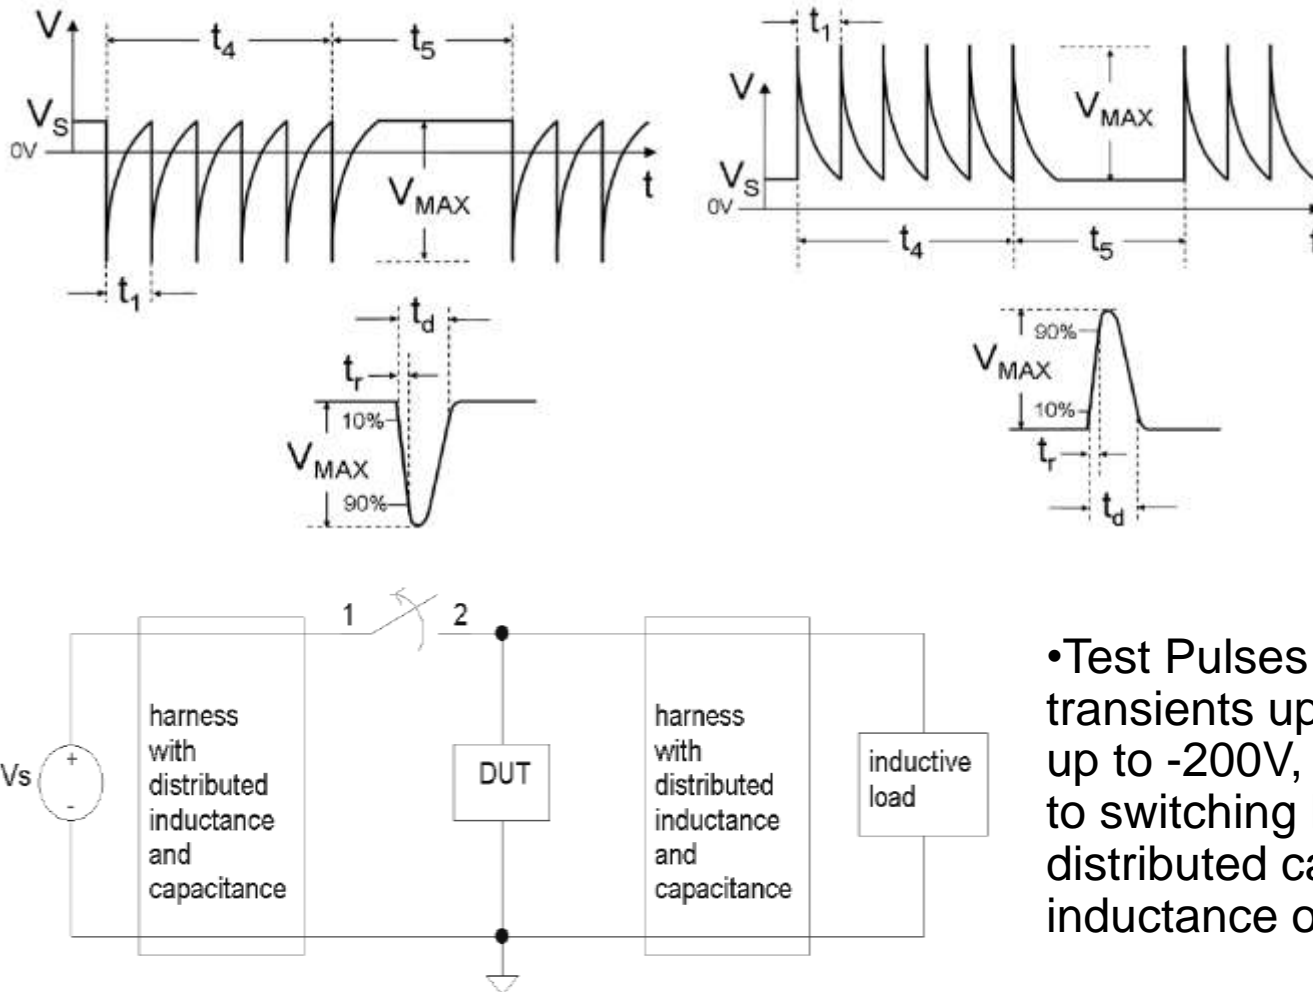 V
t4
t5
VS
0V
VMAX
t
t1
td
tr
10%
VMAX
90%
t1
V
VMAX
VS
0V
t4
t5
90%
VMAX
10%
tr
td
1
2
Vs
+
-
harness
with
distributed
inductance
and
capacitance
DUT
harness
with
distributed
inductance
and
capacitance
inductive
load
•Test Pulses
transients up
up to -200V,
to switching
distributed ca
inductance o